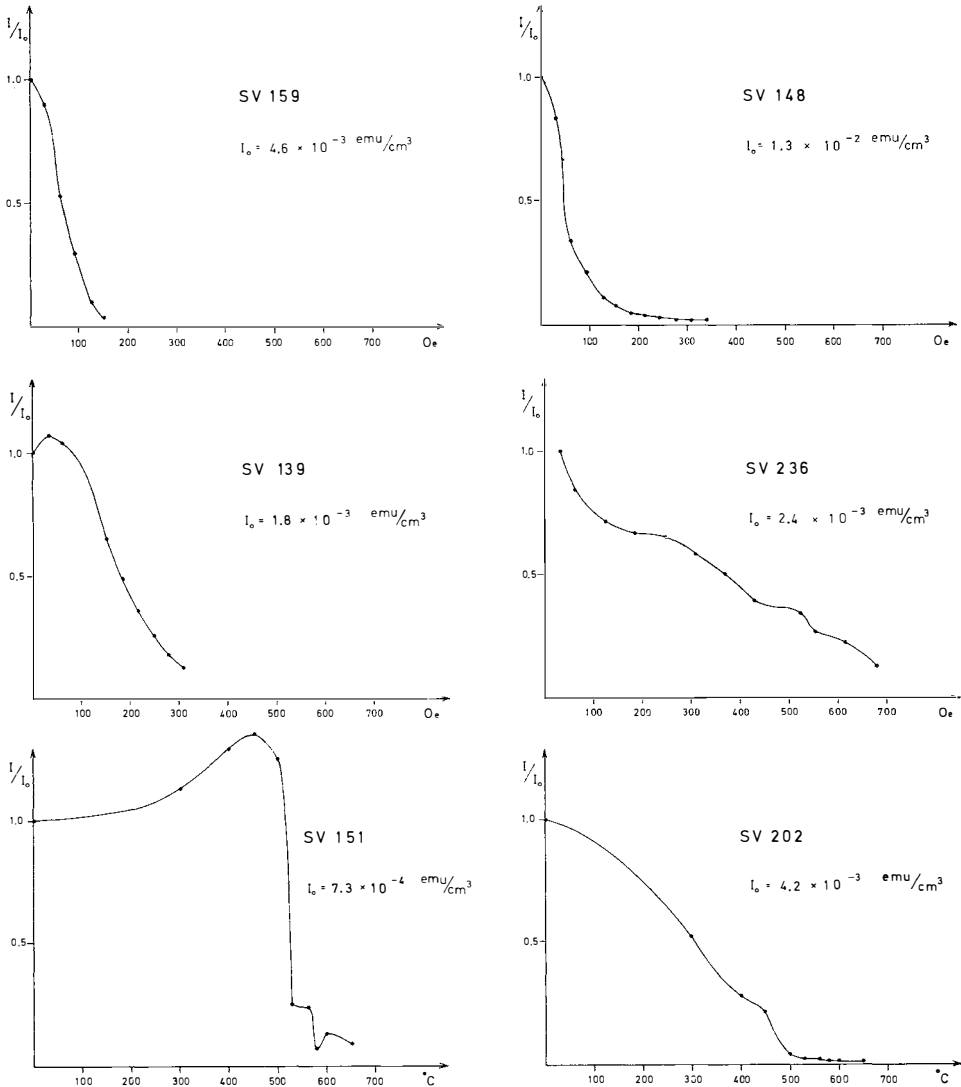 I/I₀
1.0
0.5
SV 159
I₀ = 4.6 × 10⁻³ emu/cm³
100 200 300 400 500 600 700 Oe
I/I₀
1.0
0.5
SV 148
I₀ = 1.3 × 10⁻² emu/cm³
100 200 300 400 500 600 700 Oe
I/I₀
1.0
0.5
SV 139
I₀ = 1.8 × 10⁻³ emu/cm³
100 200 300 400 500 600 700 Oe
I/I₀
1.0
0.5
SV 236
I₀ = 2.4 × 10⁻³ emu/cm³
100 200 300 400 500 600 700 Oe
I/I₀
1.0
0.5
SV 151
I₀ = 7.3 × 10⁻⁴ emu/cm³
100 200 300 400 500 600 700 °C
I/I₀
1.0
0.5
SV 202
I₀ = 4.2 × 10⁻³ emu/cm³
100 200 300 400 500 600 700 °C